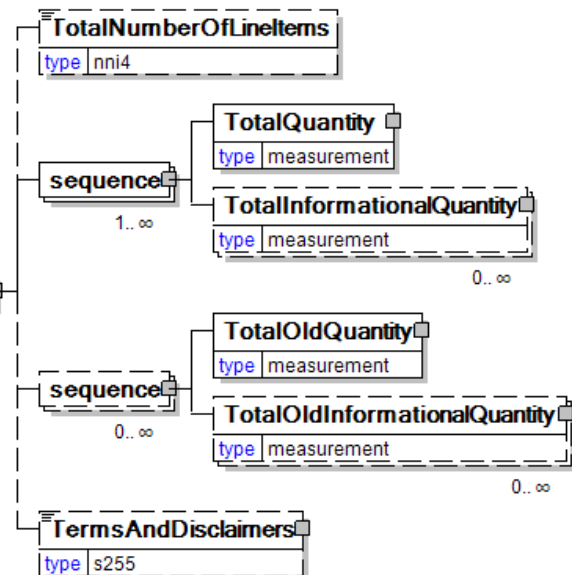 TotalNumberOfLineItems
type nni4
TotalQuantity
type measurement
sequence
1.. ∞
TotalInformationalQuantity
type measurement
0.. ∞
TotalOldQuantity
type measurement
sequence
0.. ∞
TotalOldInformationalQuantity
type measurement
0.. ∞
TermsAndDisclaimers
type s255